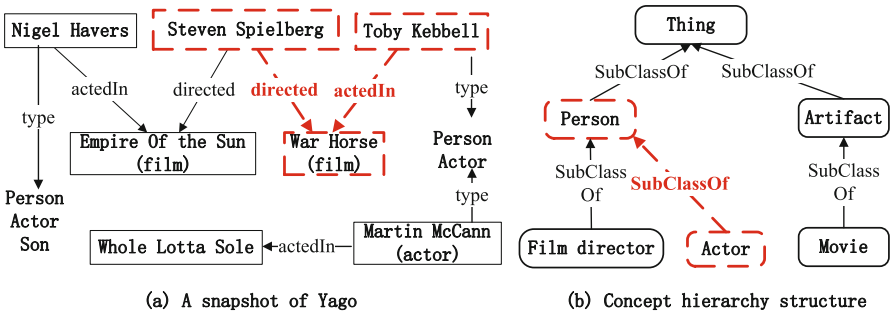 Nigel Havers
Steven Spielberg
Toby Kebbell
type
actedIn
directed
directed
actedIn
type
Empire Of the Sun
(film)
War Horse
(film)
Person
Actor
Person
Actor
Son
type
Whole Lotta Sole
actedIn
Martin McCann
(actor)
(a) A snapshot of Yago
Thing
SubClassOf
SubClassOf
Person
Artifact
SubClass
Of
SubClassOf
SubClass
Of
Film director
Actor
Movie
(b) Concept hierarchy structure